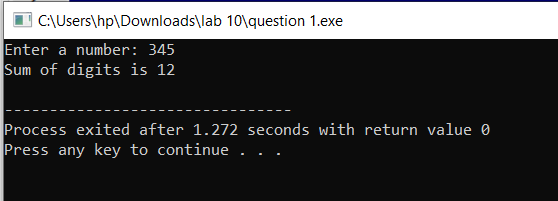 C:\Users\hp\Downloads\lab 10\question 1.exe
Enter a number: 345
Sum of digits is 12
--------------------------------
Process exited after 1.272 seconds with return value 0
Press any key to continue . . .